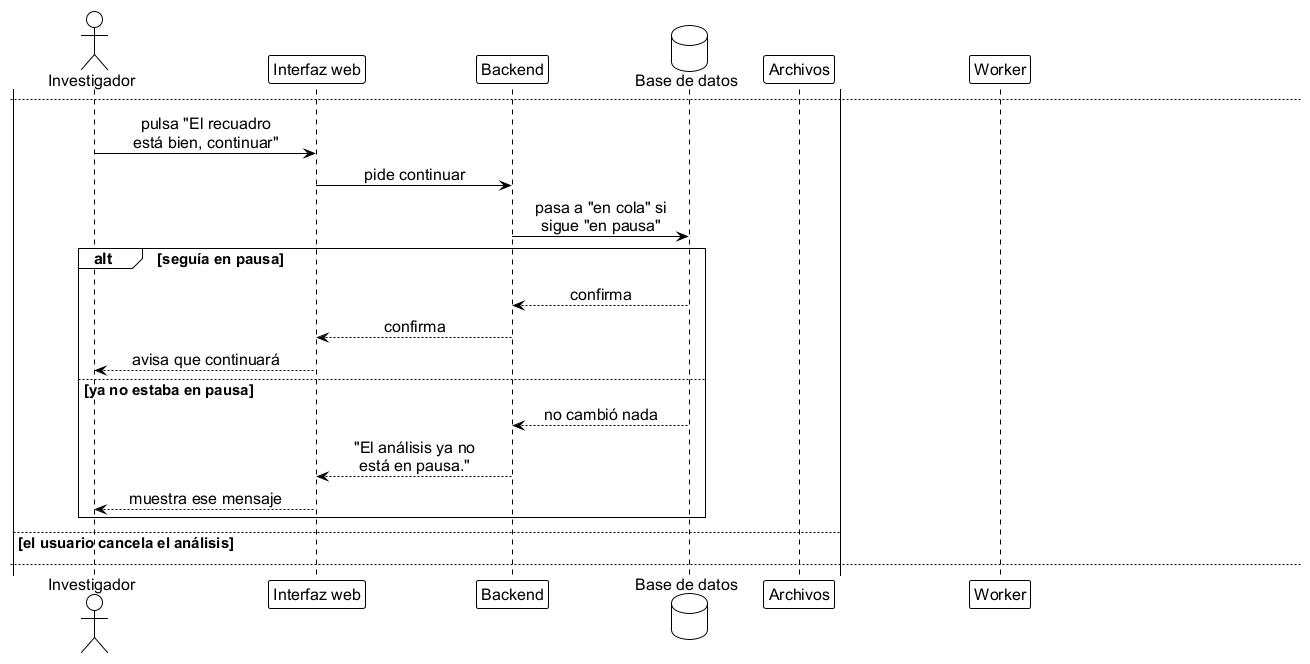 Investigador
Interfaz web
Backend
Base de datos
Archivos
Worker
pulsa "El recuadro
está bien, continuar"
pide continuar
pasa a "en cola" si
sigue "en pausa"
alt
[seguía en pausa]
confirma
confirma
avisa que continuará
[ya no estaba en pausa]
no cambió nada
"El análisis ya no
está en pausa."
muestra ese mensaje
[el usuario cancela el análisis]
Investigador
Interfaz web
Backend
Base de datos
Archivos
Worker